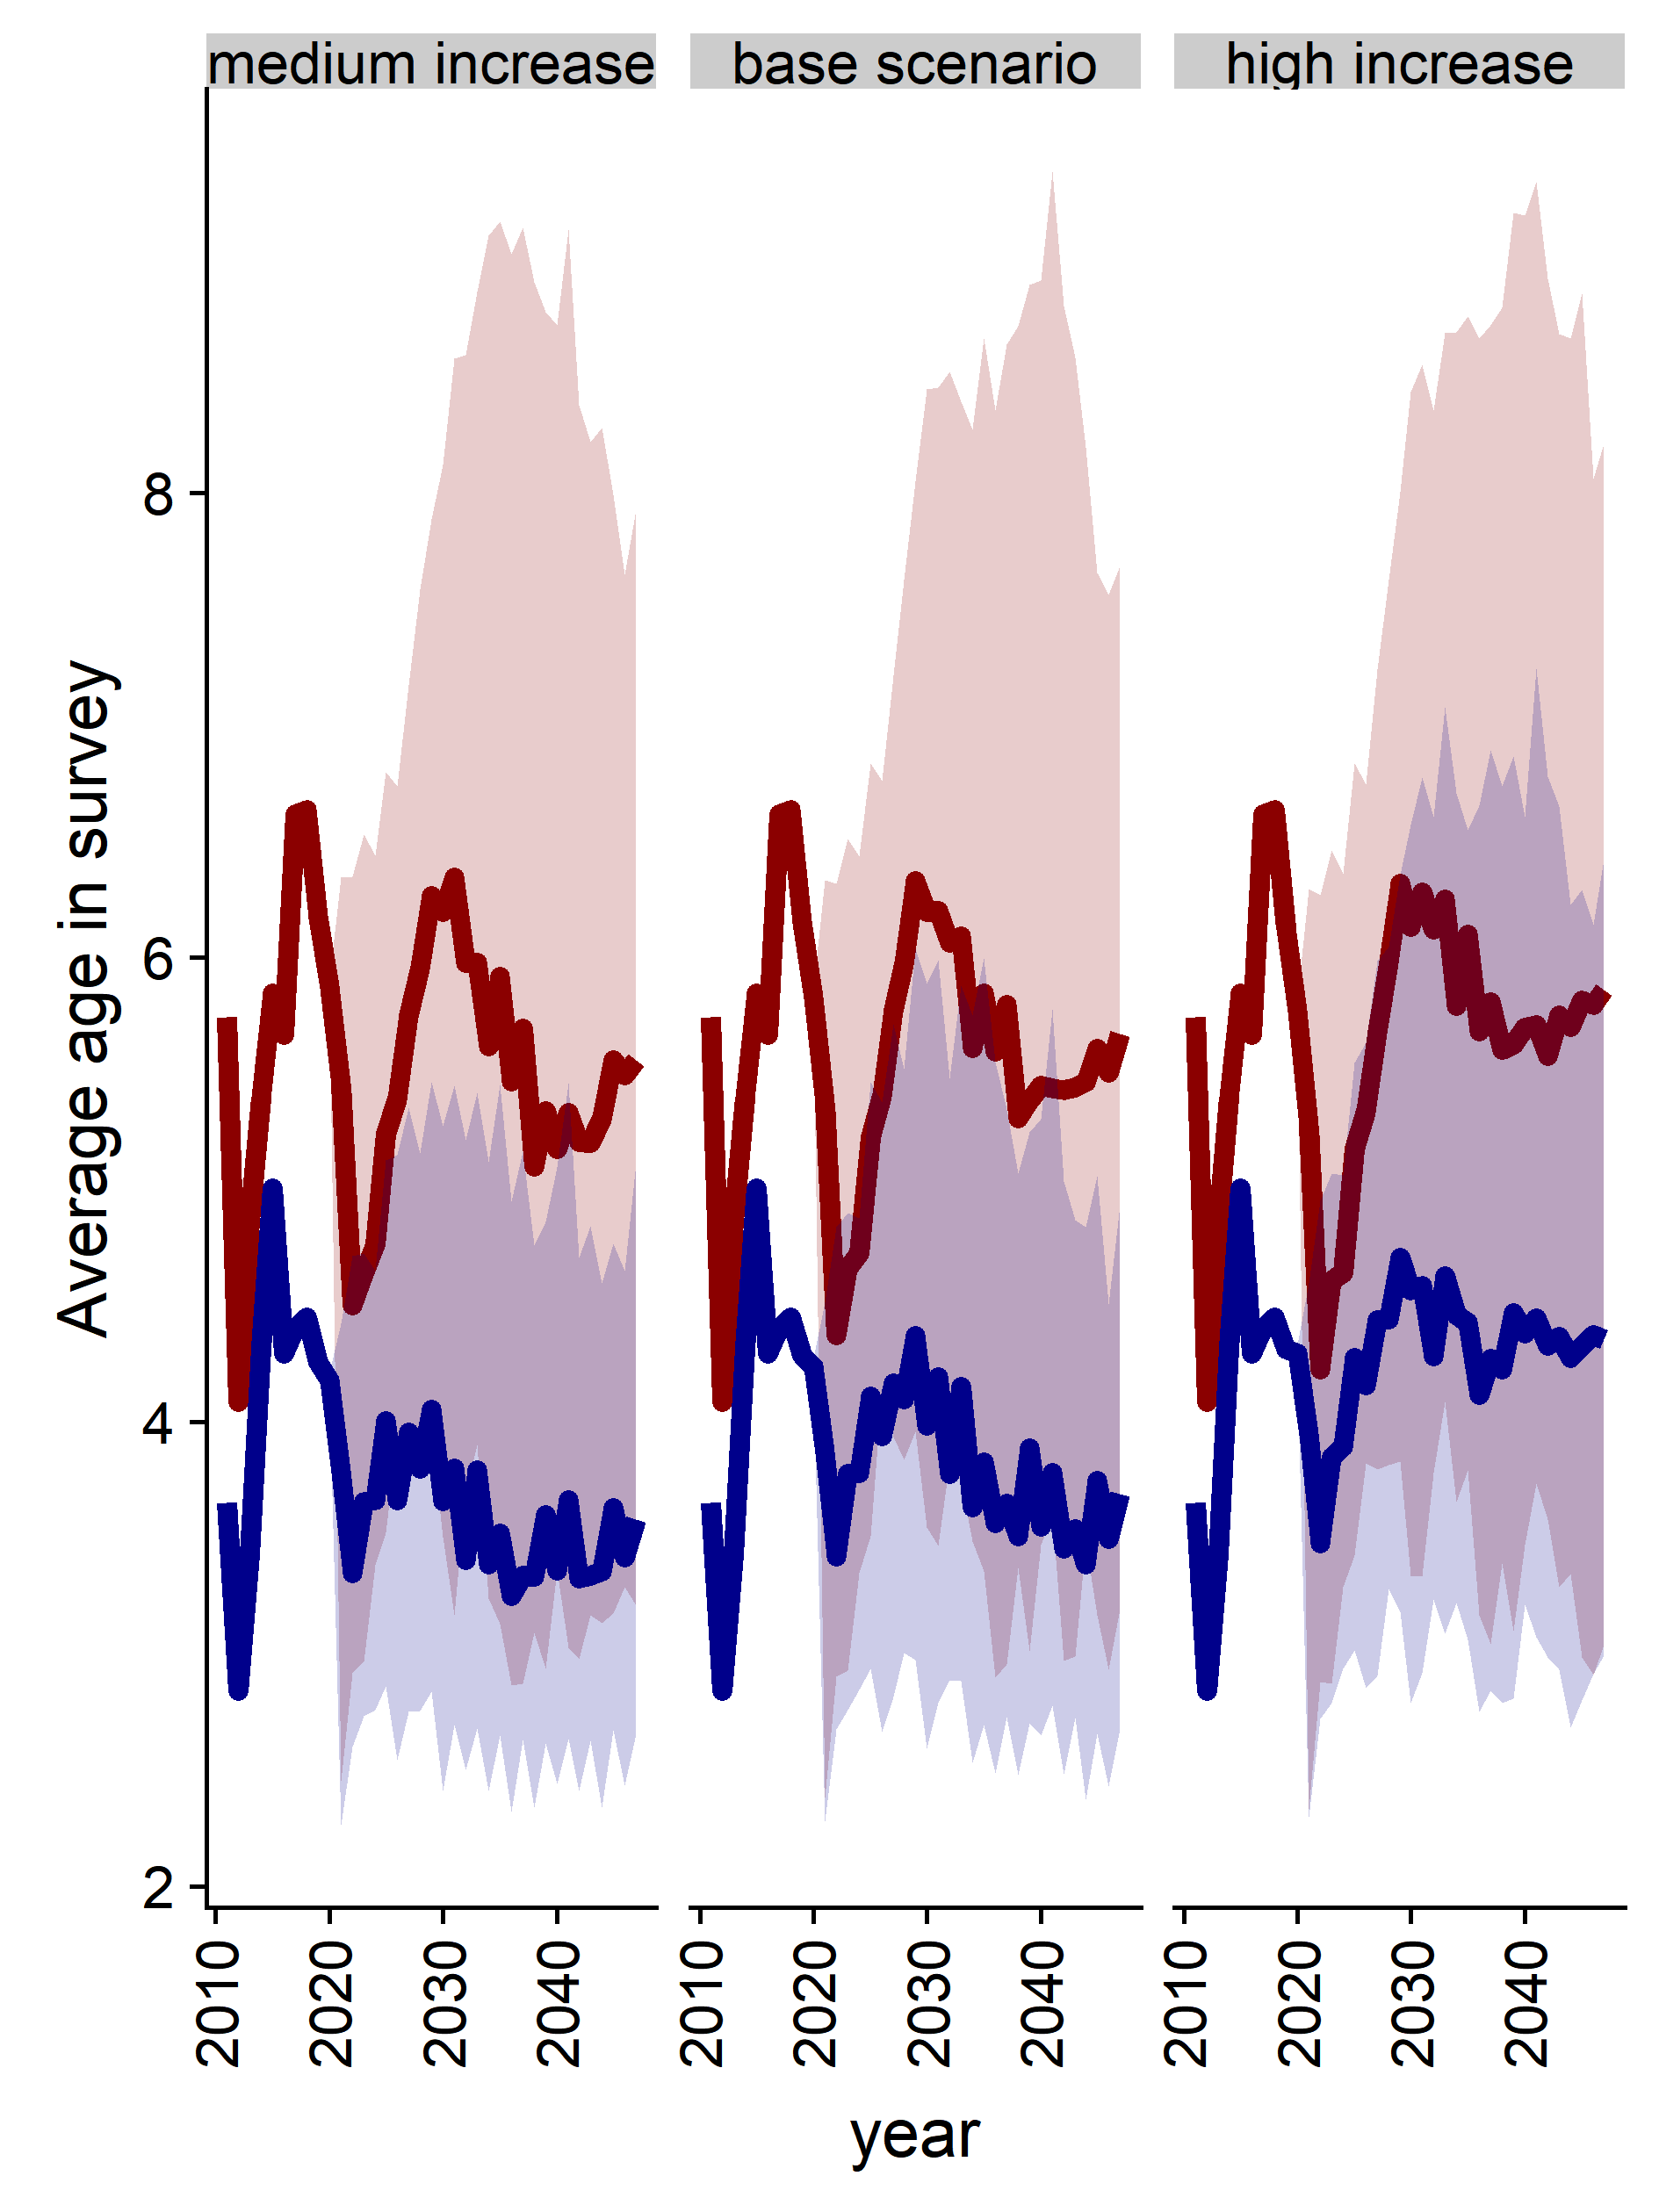 medium increase base scenario high increase
Average age in survey
8
6
4
2
2010 2020 2030 2040 2010 2020 2030 2040 2010 2020 2030 2040
year